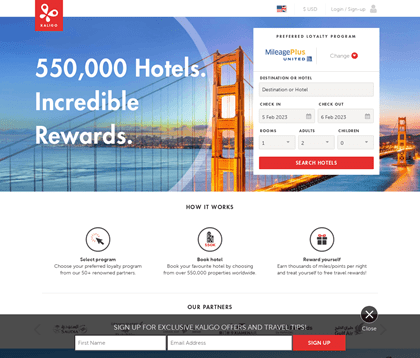 KALIGO
$ USD
Login / Sign-up
550,000 Hotels.
Incredible
Rewards.
PREFERRED LOYALTY PROGRAM
MileagePlus
UNITED
Change
DESTINATION OR HOTEL
Destination or Hotel
CHECK IN
CHECK OUT
5 Feb 2023
6 Feb 2023
ROOMS
ADULTS
CHILDREN
1
2
0
SEARCH HOTELS
HOW IT WORKS
Select program
Choose your preferred loyalty program
from our 50+ renowned partners.
Book hotel
Book your favourite hotel by choosing
from over 550,000 properties worldwide.
Reward yourself
Earn thousands of miles/points per night
and treat yourself to free travel rewards!
OUR PARTNERS
Close
SIGN UP FOR EXCLUSIVE KALIGO OFFERS AND TRAVEL TIPS!
First Name
Email Address
SIGN UP